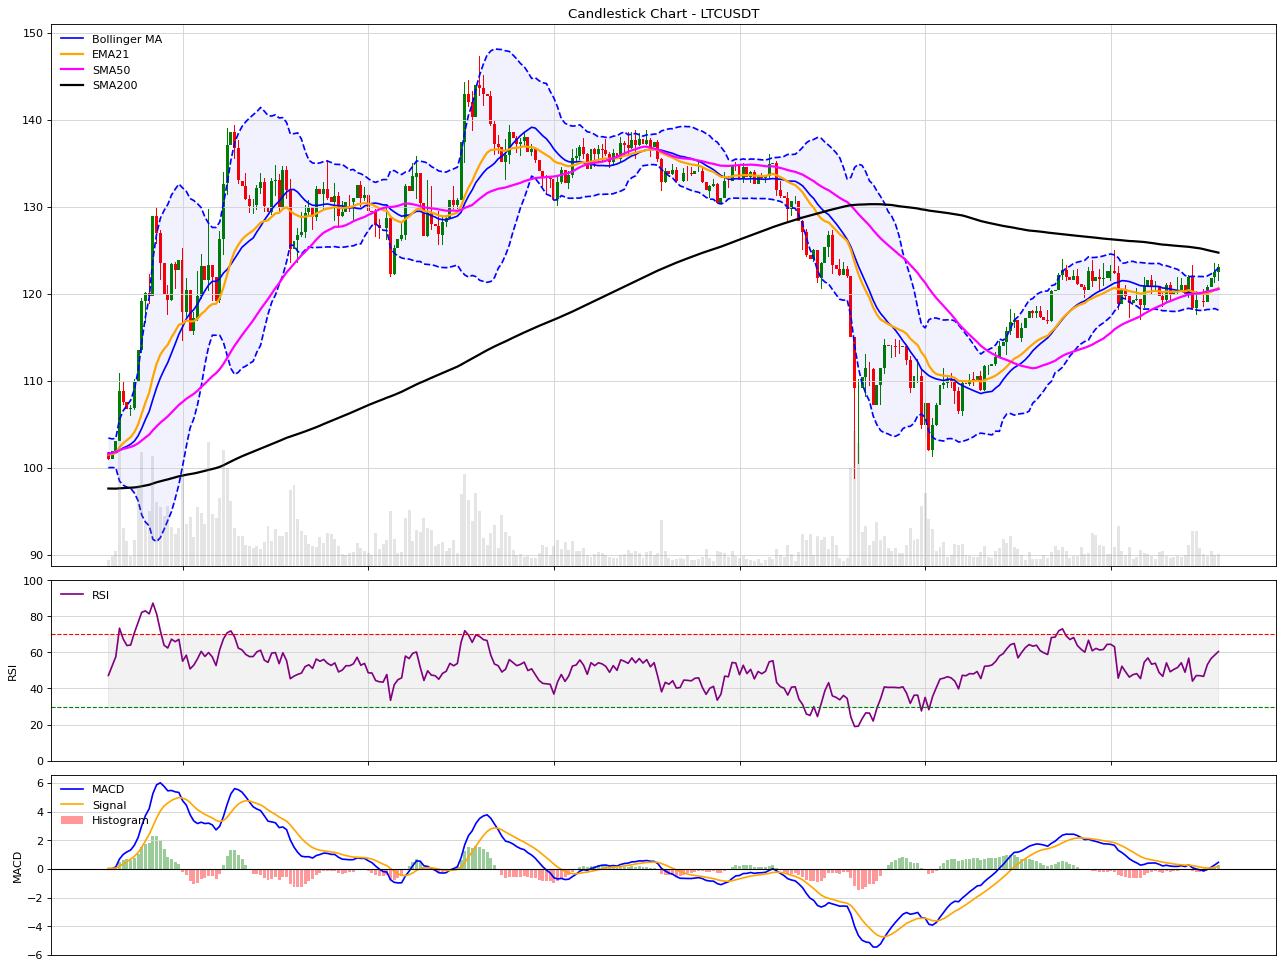 Candlestick Chart - LTCUSDT
150
140
130
120
110
100
90
Bollinger MA
EMA21
SMA50
SMA200
100
80
60
40
20
0
RSI
RSI
6
4
2
0
−2
−4
−6
MACD
MACD
Signal
Histogram